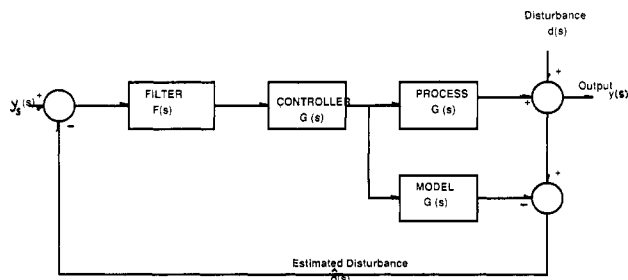 Disturbance
d(s)
y_s(s)
+
−
FILTER
F(s)
CONTROLLER
G (s)
PROCESS
G (s)
+
+
Output
y(s)
MODEL
G (s)
+
−
Estimated Disturbance
d̂(s)